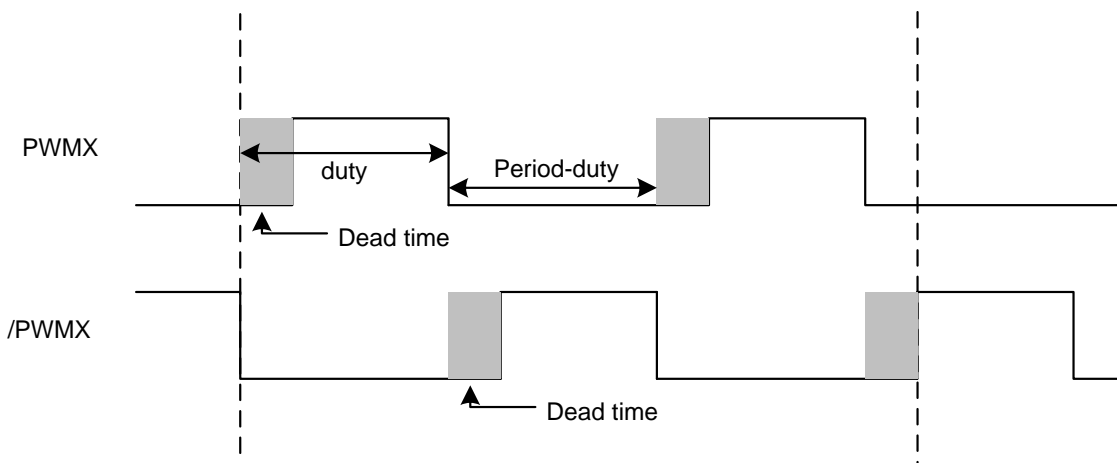 PWMX
duty
Period-duty
Dead time
/PWMX
Dead time